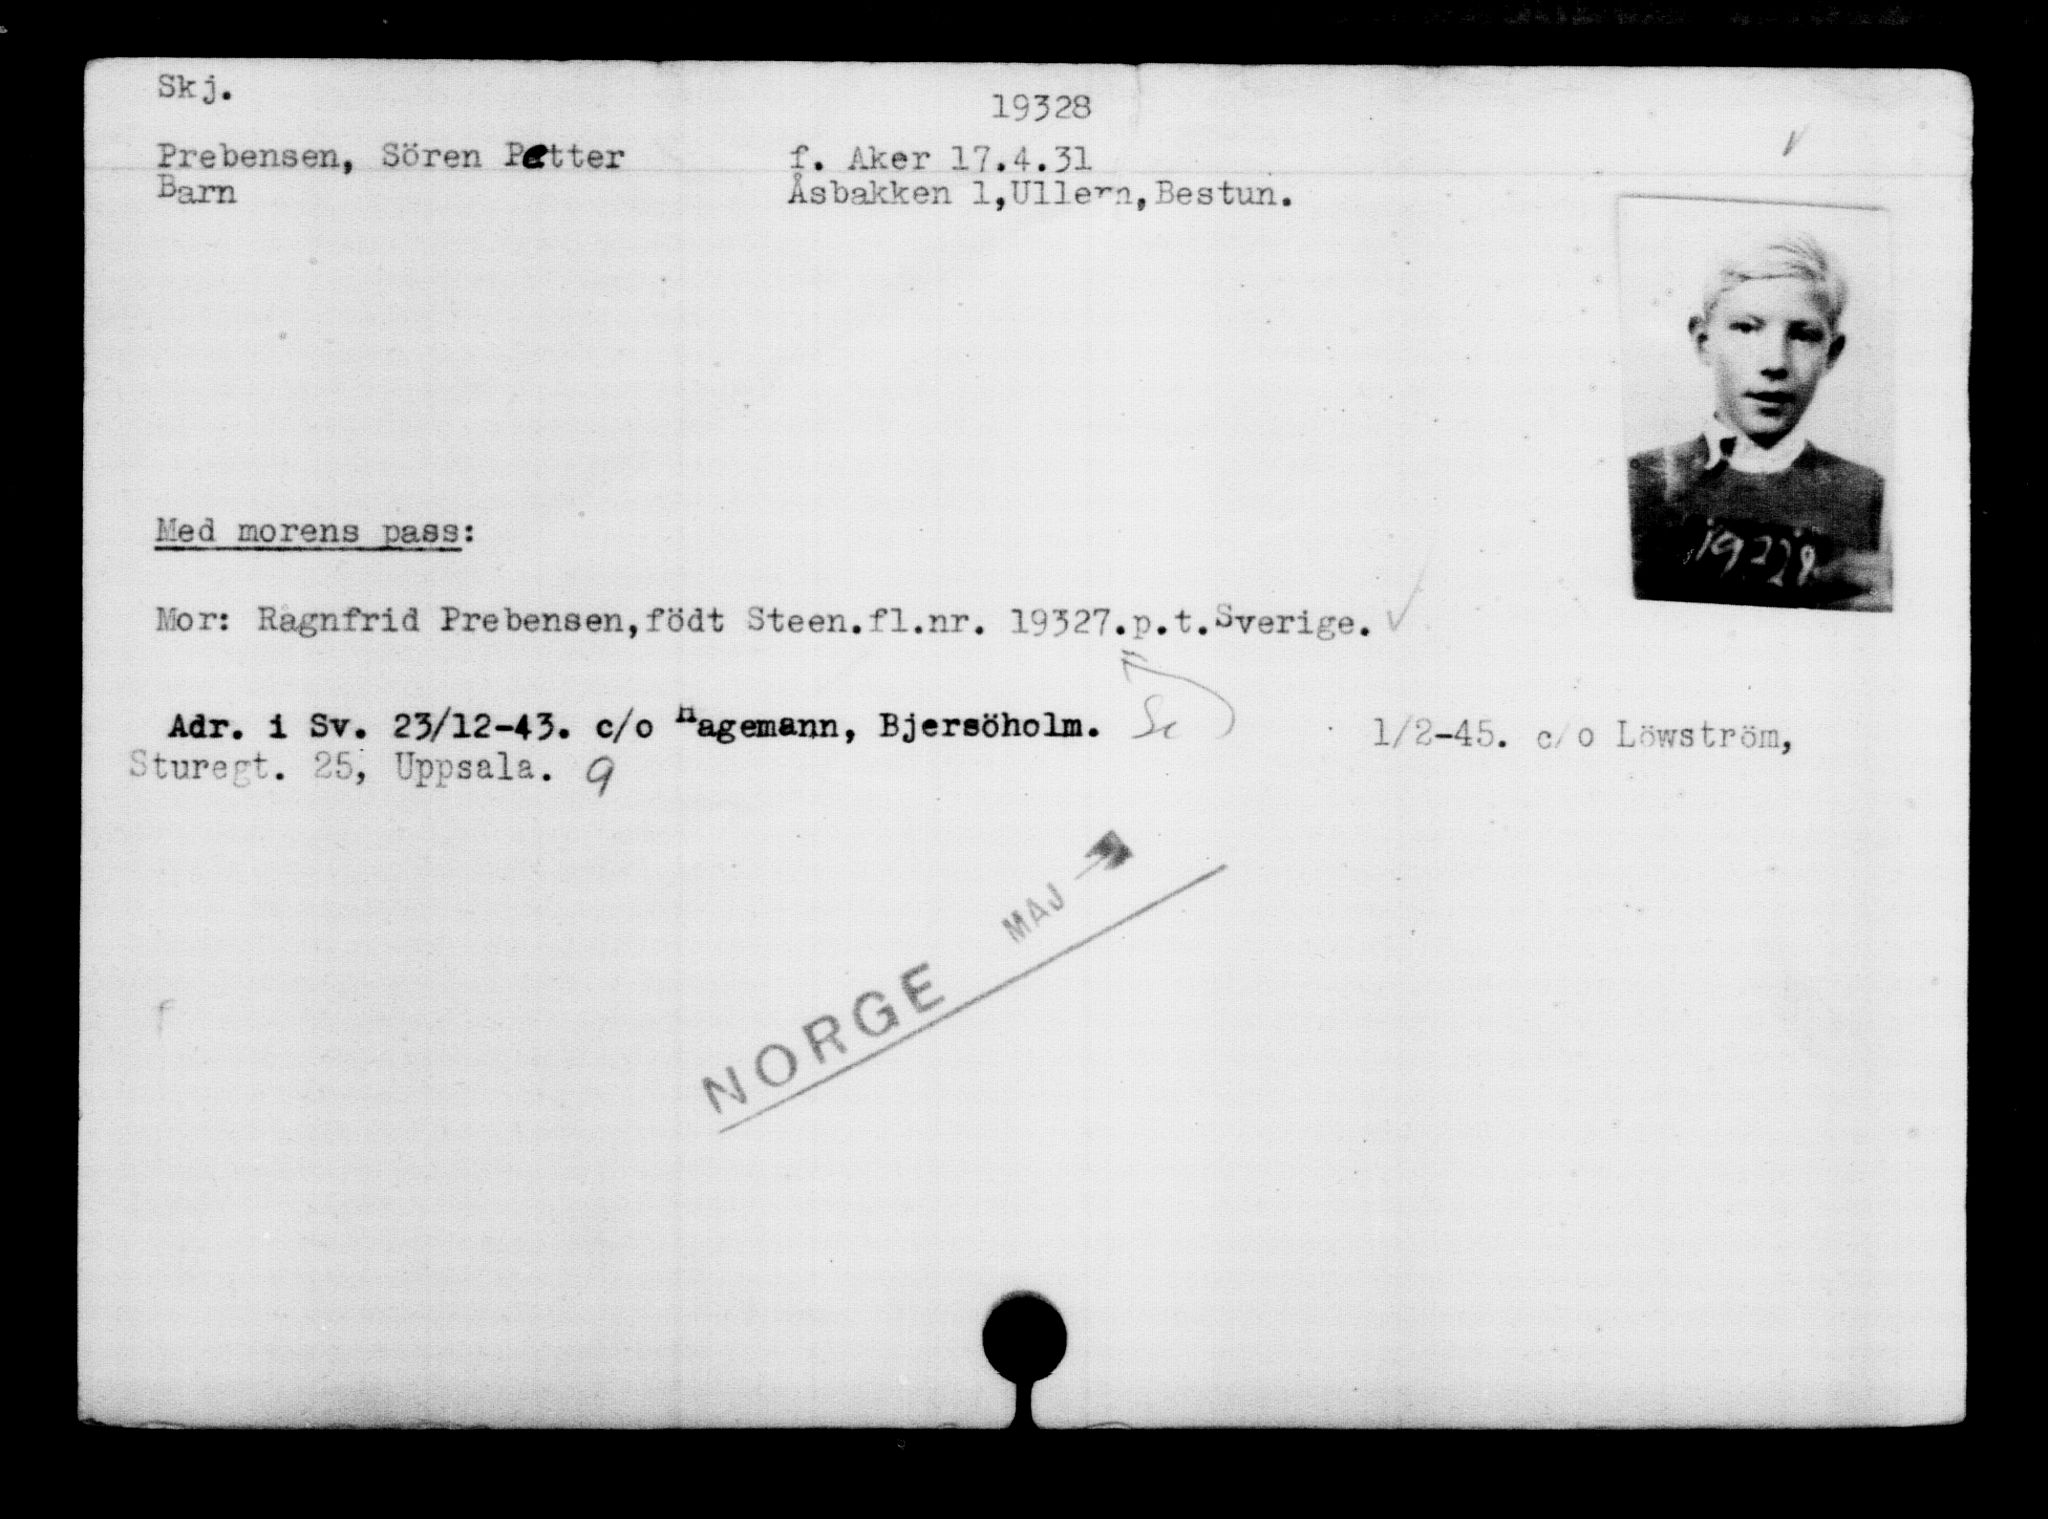 Skj.
19328
Prebensen, Sören Petter
f. Aker 17.4.31
Barn
Åsbakken 1,Ullern,Bestun.
Med morens pass:
Mor: Ragnfrid Prebensen,födt Steen.fl.nr. 19327.p.t.Sverige.
Adr. i Sv. 23/12-43. c/o Hagemann, Bjersöholm.
1/2-45. c/o Löwström,
Sturegt. 25, Uppsala. 9
NORGE MAJ